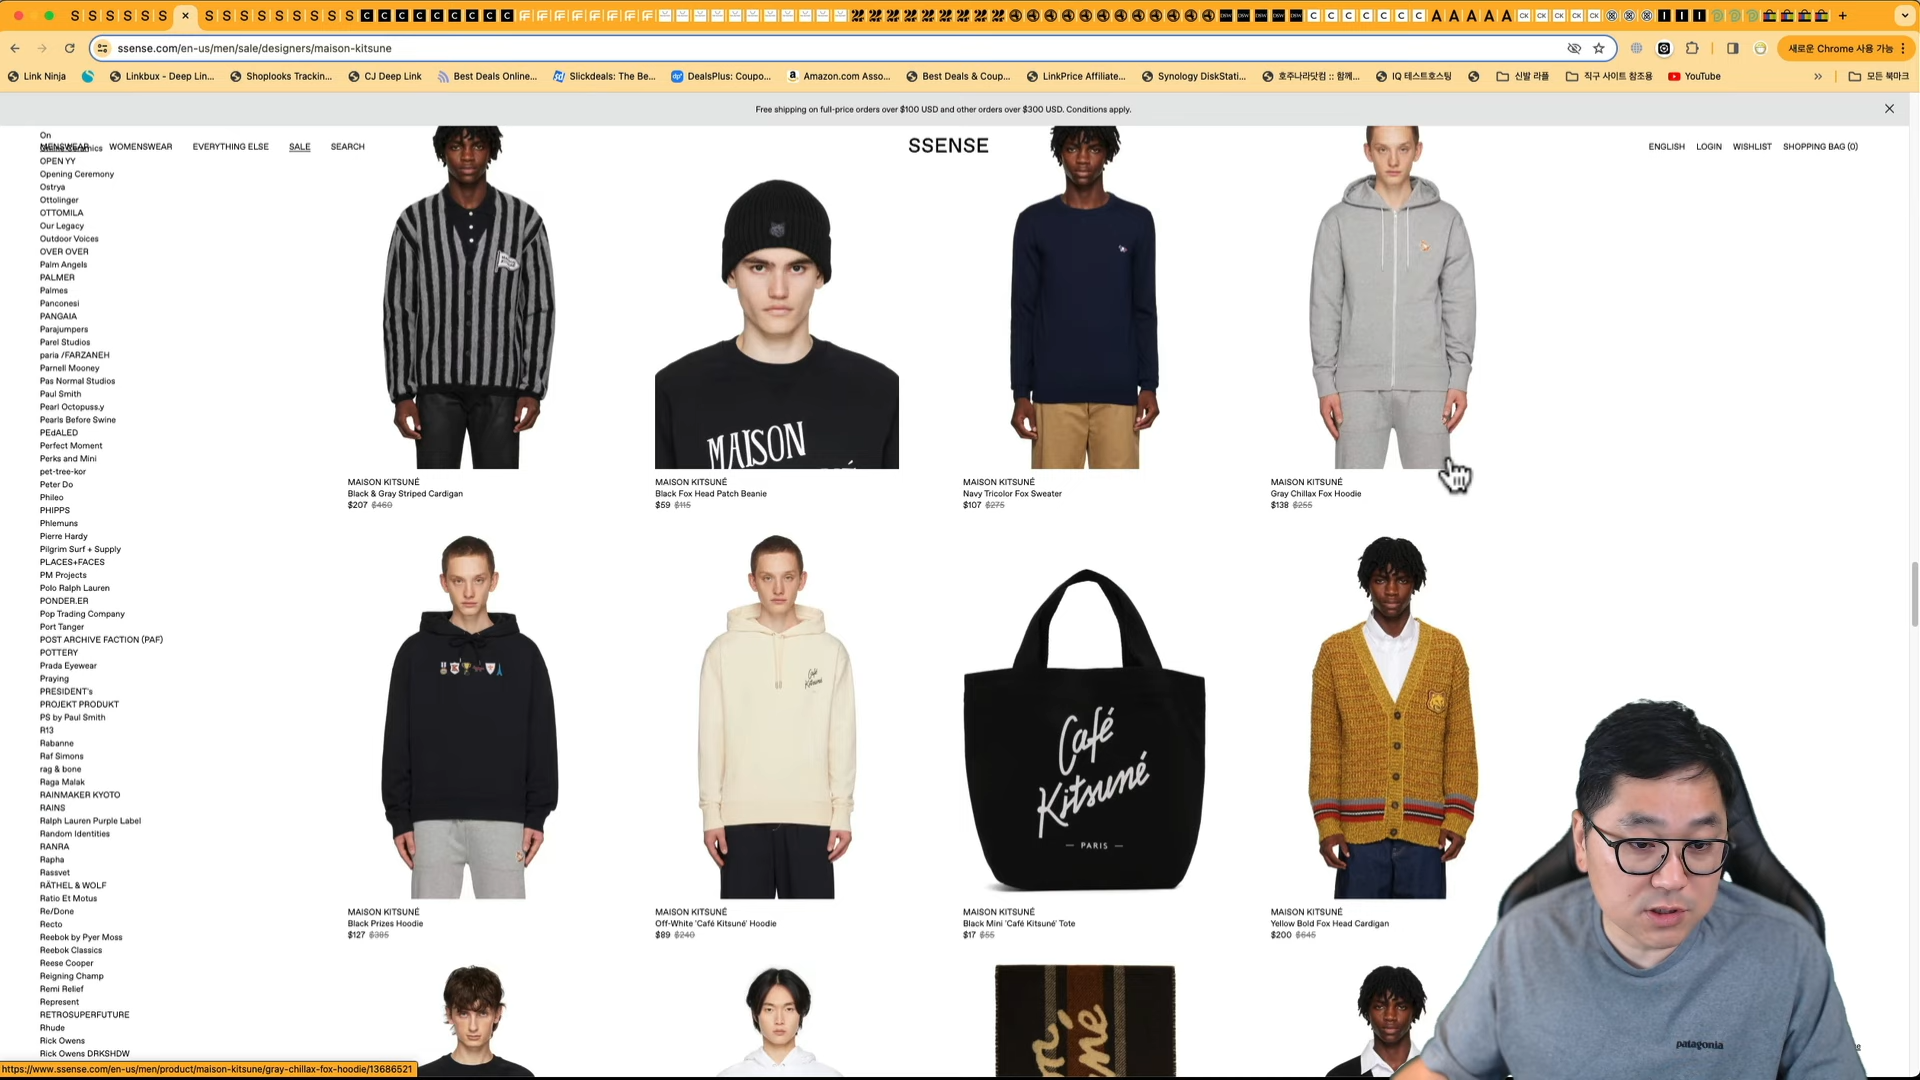 ssense.com/en-us/men/sale/designers/maison-kitsune
새로운 Chrome 사용 가능
Link Ninja
Linkbux - Deep Lin...
Shoplooks Trackin...
CJ Deep Link
Best Deals Online...
Slickdeals: The Be...
DealsPlus: Coupo...
Amazon.com Asso...
Best Deals & Coup...
LinkPrice Affiliate...
Synology DiskStati...
호주나라닷컴 :: 함께...
IQ 테스트호스팅
신발 라플
직구 사이트 참조용
YouTube
모든 북마크
Free shipping on full-price orders over $100 USD and other orders over $300 USD. Conditions apply.
MENSWEAR WOMENSWEAR EVERYTHING ELSE SALE SEARCH
SSENSE
ENGLISH LOGIN WISHLIST SHOPPING BAG (0)
On
Online Ceramics
OPEN YY
Opening Ceremony
Ostrya
Ottolinger
OTTOMILA
Our Legacy
Outdoor Voices
OVER OVER
Palm Angels
PALMER
Palmes
Panconesi
PANGAIA
Parajumpers
Parel Studios
paria /FARZANEH
Parnell Mooney
Pas Normal Studios
Paul Smith
Pearl Octopuss.y
Pearls Before Swine
PEdALED
Perfect Moment
Perks and Mini
pet-tree-kor
Peter Do
Phileo
PHIPPS
Phlemuns
Pierre Hardy
Pilgrim Surf + Supply
PLACES+FACES
PM Projects
Polo Ralph Lauren
PONDER.ER
Pop Trading Company
Port Tanger
POST ARCHIVE FACTION (PAF)
POTTERY
Prada Eyewear
Praying
PRESIDENT's
PROJEKT PRODUKT
PS by Paul Smith
R13
Rabanne
Raf Simons
rag & bone
Raga Malak
RAINMAKER KYOTO
RAINS
Ralph Lauren Purple Label
Random Identities
RANRA
Rapha
Rassvet
RÄTHEL & WOLF
Ratio Et Motus
Re/Done
Recto
Reebok by Pyer Moss
Reebok Classics
Reese Cooper
Reigning Champ
Remi Relief
Represent
RETROSUPERFUTURE
Rhude
Rick Owens
Rick Owens DRKSHDW
MAISON
MAISON KITSUNÉ
Black & Gray Striped Cardigan
$207 $460
MAISON KITSUNÉ
Black Fox Head Patch Beanie
$59 $115
MAISON KITSUNÉ
Navy Tricolor Fox Sweater
$107 $275
MAISON KITSUNÉ
Gray Chillax Fox Hoodie
$138 $255
Café
Kitsuné
Café
Kitsuné
— PARIS —
MAISON KITSUNÉ
Black Prizes Hoodie
$127 $385
MAISON KITSUNÉ
Off-White 'Café Kitsuné' Hoodie
$89 $240
MAISON KITSUNÉ
Black Mini 'Café Kitsuné' Tote
$17 $55
MAISON KITSUNÉ
Yellow Bold Fox Head Cardigan
$200 $645
patagonia
https://www.ssense.com/en-us/men/product/maison-kitsune/gray-chillax-fox-hoodie/13686521